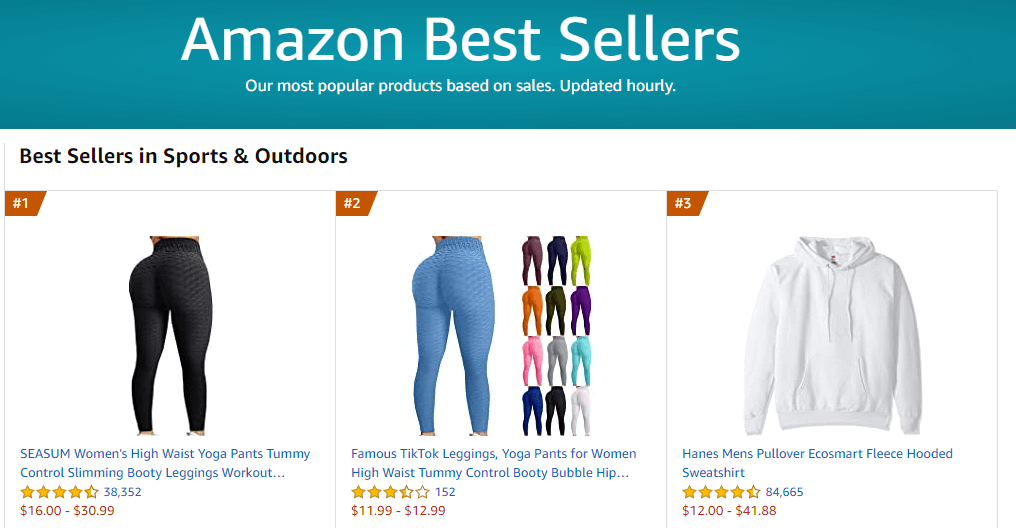 Amazon Best Sellers
Our most popular products based on sales. Updated hourly.
Best Sellers in Sports & Outdoors
#1
#2
#3
SEASUM Women's High Waist Yoga Pants Tummy
Control Slimming Booty Leggings Workout…
38,352
$16.00 - $30.99
Famous TikTok Leggings, Yoga Pants for Women
High Waist Tummy Control Booty Bubble Hip…
152
$11.99 - $12.99
Hanes Mens Pullover Ecosmart Fleece Hooded
Sweatshirt
84,665
$12.00 - $41.88